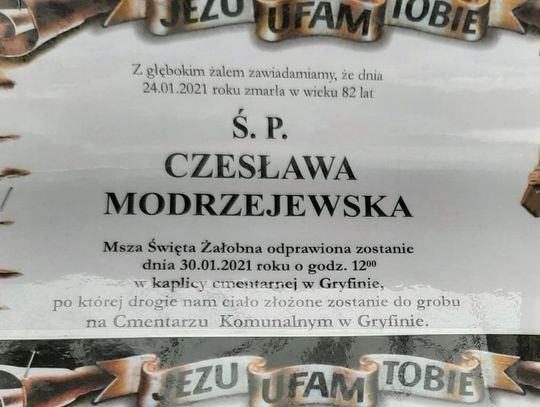 JEZU UFAM TOBIE
Z głębokim żalem zawiadamiamy, że dnia
24.01.2021 roku zmarła w wieku 82 lat
Ś. P.
CZESŁAWA
MODRZEJEWSKA
Msza Święta Żałobna odprawiona zostanie
dnia 30.01.2021 roku o godz. 12⁰⁰
w kaplicy cmentarnej w Gryfinie,
po której drogie nam ciało złożone zostanie do grobu
na Cmentarzu Komunalnym w Gryfinie.
JEZU UFAM TOBIE